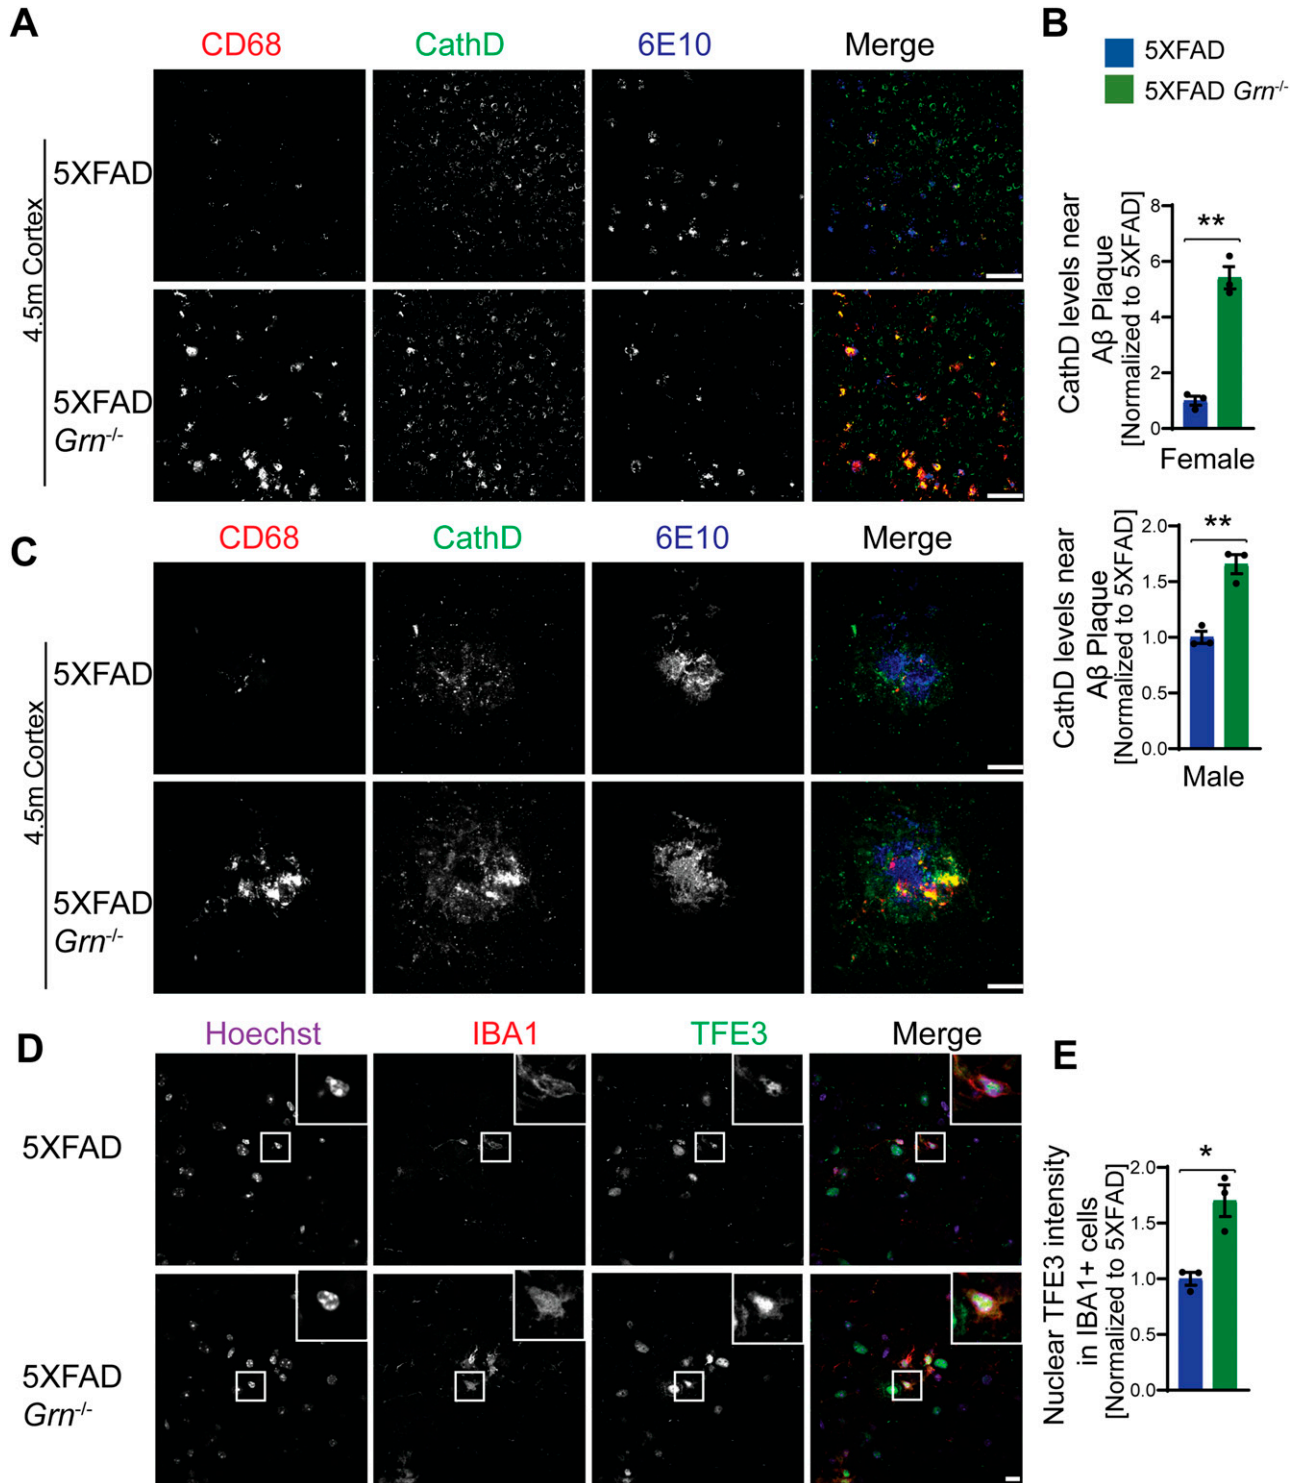 A
CD68 CathD 6E10 Merge
4.5m Cortex
5XFAD
5XFAD
Grn-/-
B
5XFAD
5XFAD Grn-/-
CathD levels near
Aβ Plaque
[Normalized to 5XFAD]
8
6
4
2
0
**
Female
CathD levels near
Aβ Plaque
[Normalized to 5XFAD]
2.0
1.5
1.0
0.5
0.0
**
Male
C
CD68 CathD 6E10 Merge
4.5m Cortex
5XFAD
5XFAD
Grn-/-
D
Hoechst IBA1 TFE3 Merge
5XFAD
5XFAD
Grn-/-
E
Nuclear TFE3 intensity
in IBA1+ cells
[Normalized to 5XFAD]
2.0
1.5
1.0
0.5
0.0
*